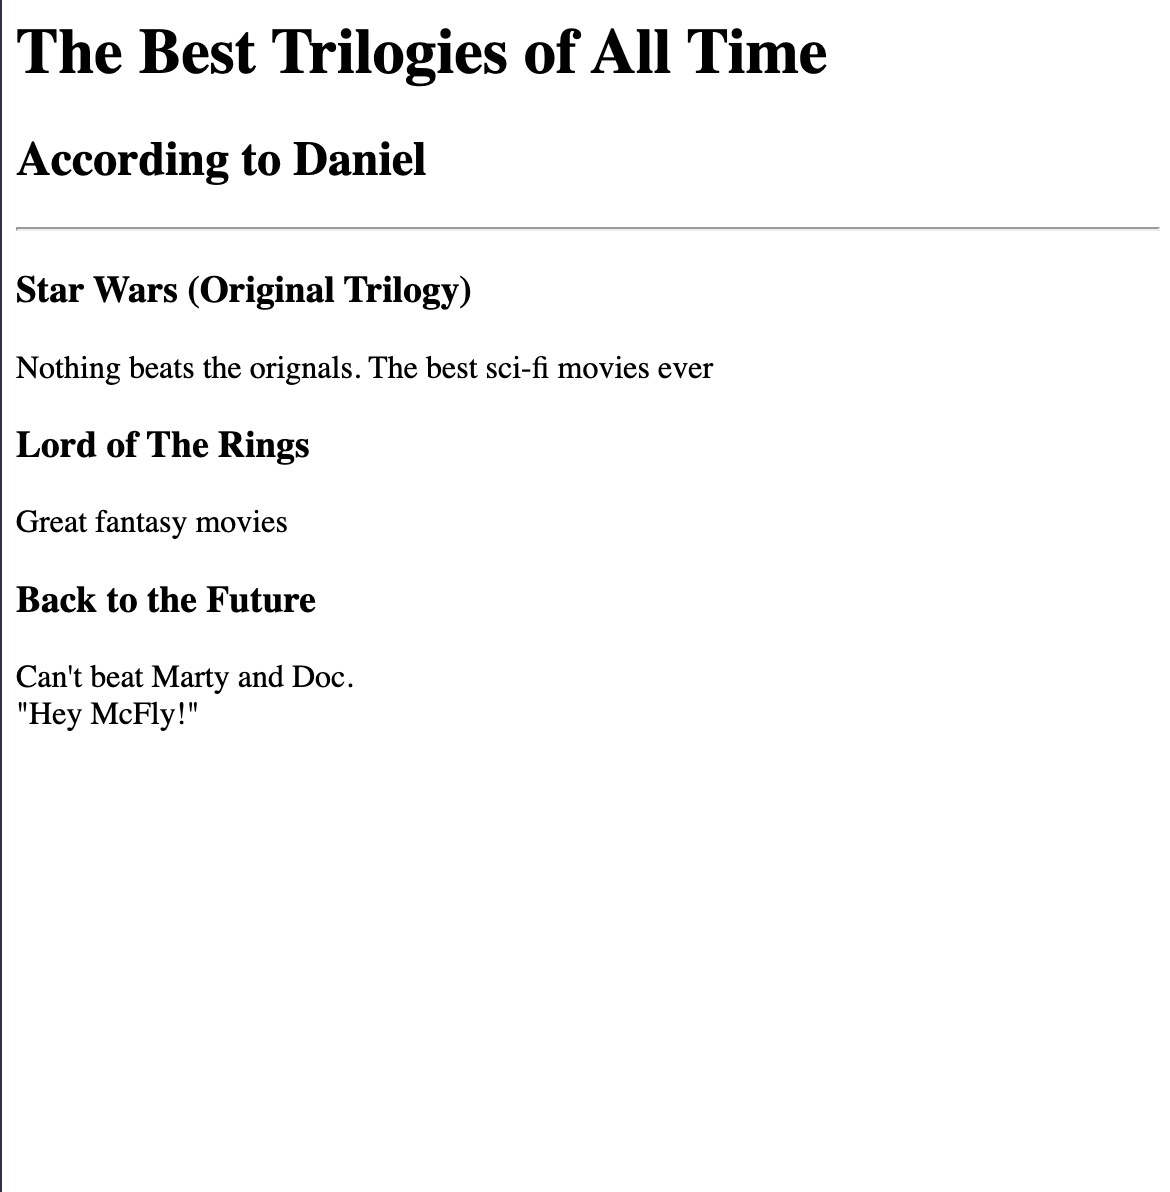 The Best Trilogies of All Time
According to Daniel
Star Wars (Original Trilogy)
Nothing beats the orignals. The best sci-fi movies ever
Lord of The Rings
Great fantasy movies
Back to the Future
Can't beat Marty and Doc.
"Hey McFly!"